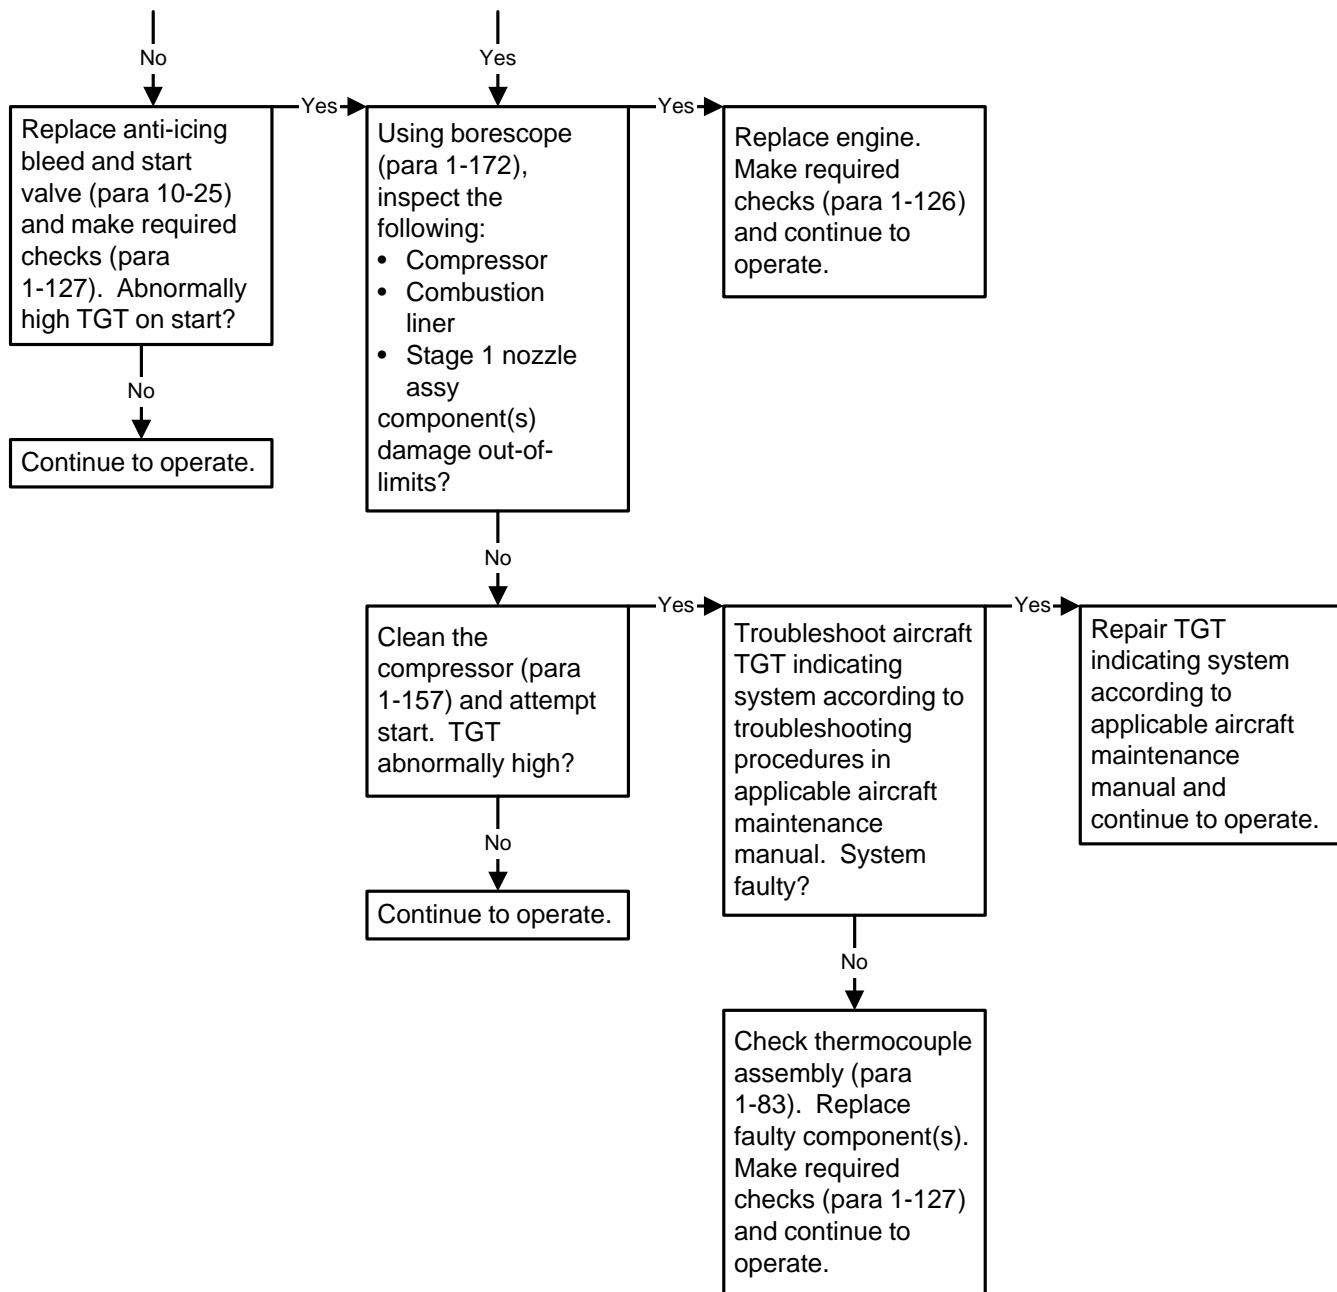 No
Yes
Replace anti-icing
bleed and start
valve (para 10-25)
and make required
checks (para
1-127).  Abnormally
high TGT on start?
Yes
Using borescope
(para 1-172),
inspect the
following:
• Compressor
• Combustion
liner
• Stage 1 nozzle
assy
component(s)
damage out-of-
limits?
Yes
Replace engine.
Make required
checks (para 1-126)
and continue to
operate.
No
Continue to operate.
No
Clean the
compressor (para
1-157) and attempt
start.  TGT
abnormally high?
Yes
Troubleshoot aircraft
TGT indicating
system according to
troubleshooting
procedures in
applicable aircraft
maintenance
manual.  System
faulty?
Yes
Repair TGT
indicating system
according to
applicable aircraft
maintenance
manual and
continue to operate.
No
Continue to operate.
No
Check thermocouple
assembly (para
1-83).  Replace
faulty component(s).
Make required
checks (para 1-127)
and continue to
operate.